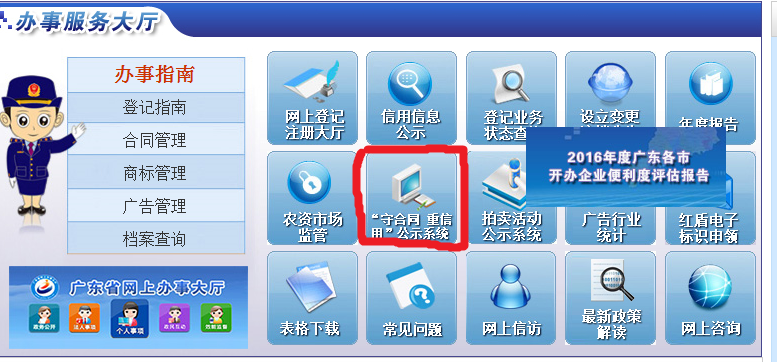 办事服务大厅
办事指南
登记指南
合同管理
商标管理
广告管理
档案查询
广东省网上办事大厅
政务公开
法人事项
个人事项
政民互动
效能监督
网上登记
注册大厅
信用信息
公示
登记业务
状态查
设立变更
年度报告
2016年度广东各市
开办企业便利度评估报告
农资市场
监管
“守合同 重信
用”公示系统
拍卖活动
公示系统
广告行业
统计
红盾电子
标识申领
表格下载
常见问题
网上信访
最新政策
解读
网上咨询